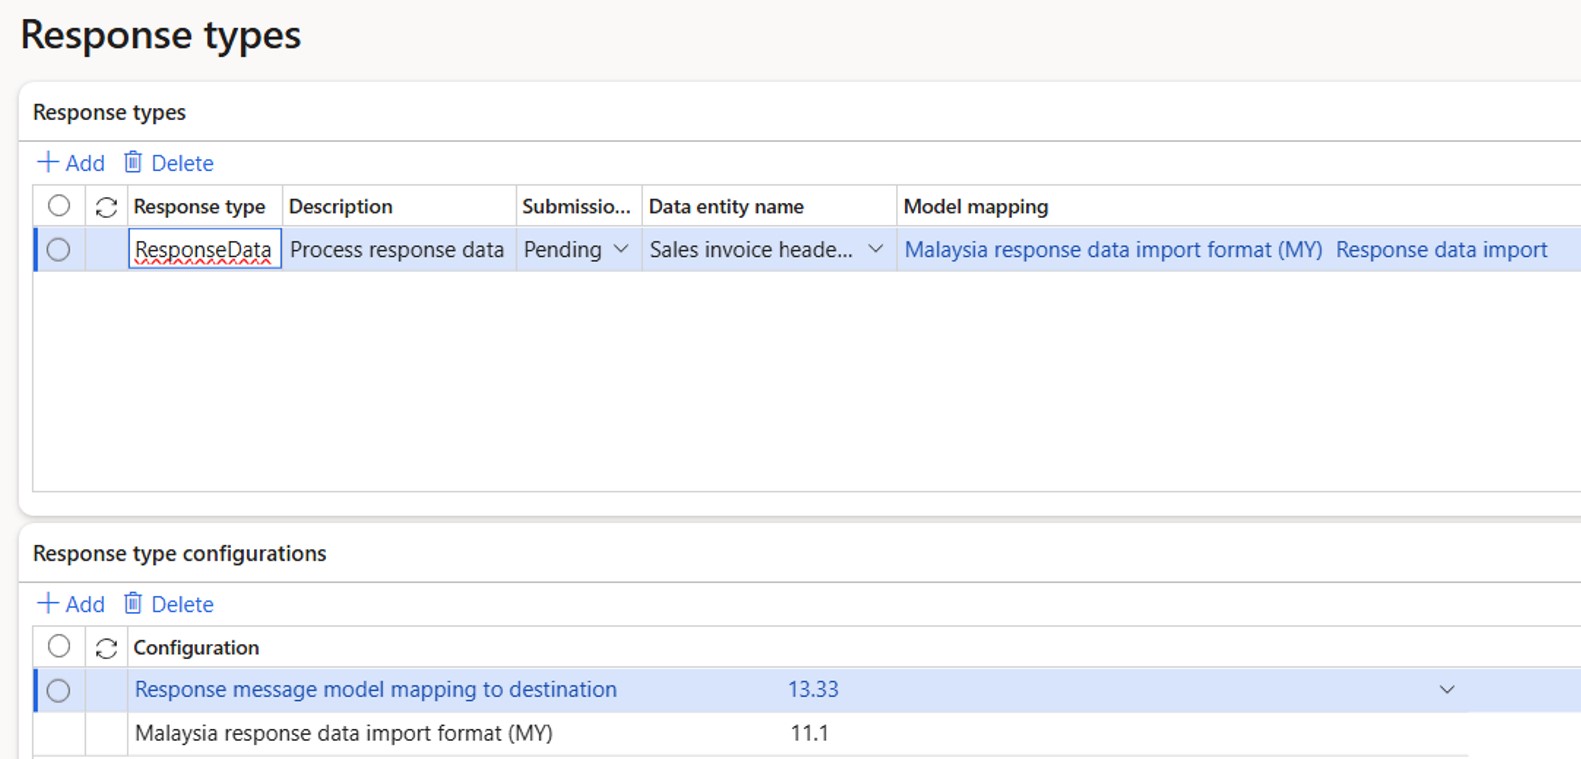 Response types
Response types
Add Delete
Response type Description Submissio... Data entity name Model mapping
ResponseData Process response data Pending Sales invoice heade... Malaysia response data import format (MY) Response data import
Response type configurations
Add Delete
Configuration
Response message model mapping to destination 13.33
Malaysia response data import format (MY) 11.1